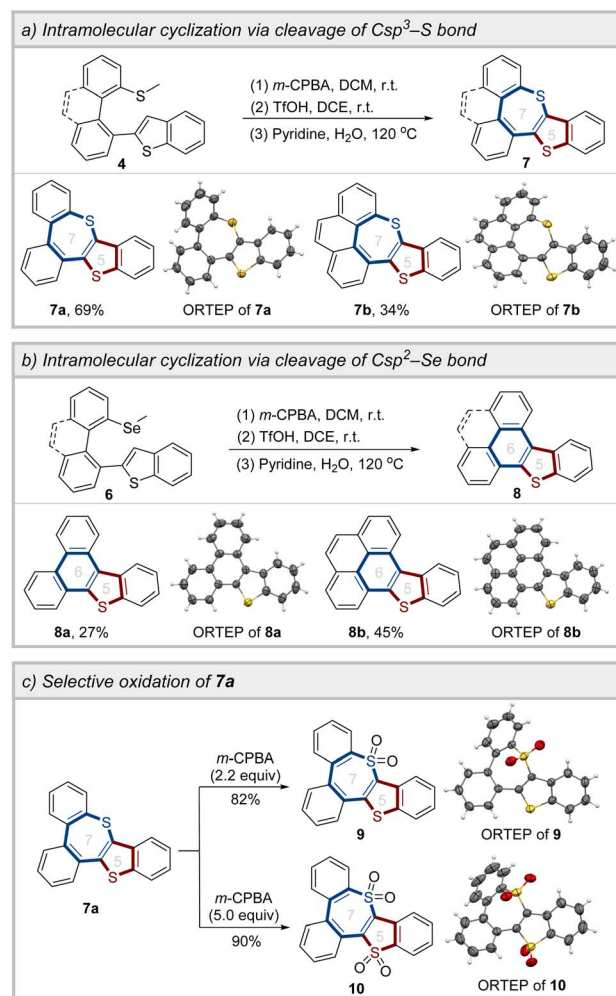 a) Intramolecular cyclization via cleavage of Csp³–S bond
(1) m-CPBA, DCM, r.t.
(2) TfOH, DCE, r.t.
(3) Pyridine, H₂O, 120 °C
S
S
4
S
7
5
S
7
S
7
5
S
7a, 69%
ORTEP of 7a
S
7
5
S
7b, 34%
ORTEP of 7b
b) Intramolecular cyclization via cleavage of Csp²–Se bond
(1) m-CPBA, DCM, r.t.
(2) TfOH, DCE, r.t.
(3) Pyridine, H₂O, 120 °C
Se
S
6
6
5
S
8
6
5
S
8a, 27%
ORTEP of 8a
6
5
S
8b, 45%
ORTEP of 8b
c) Selective oxidation of 7a
S
7
5
S
7a
m-CPBA
(2.2 equiv)
82%
O
S=O
7
5
S
9
ORTEP of 9
m-CPBA
(5.0 equiv)
90%
O
S=O
7
5
S
O O
10
ORTEP of 10